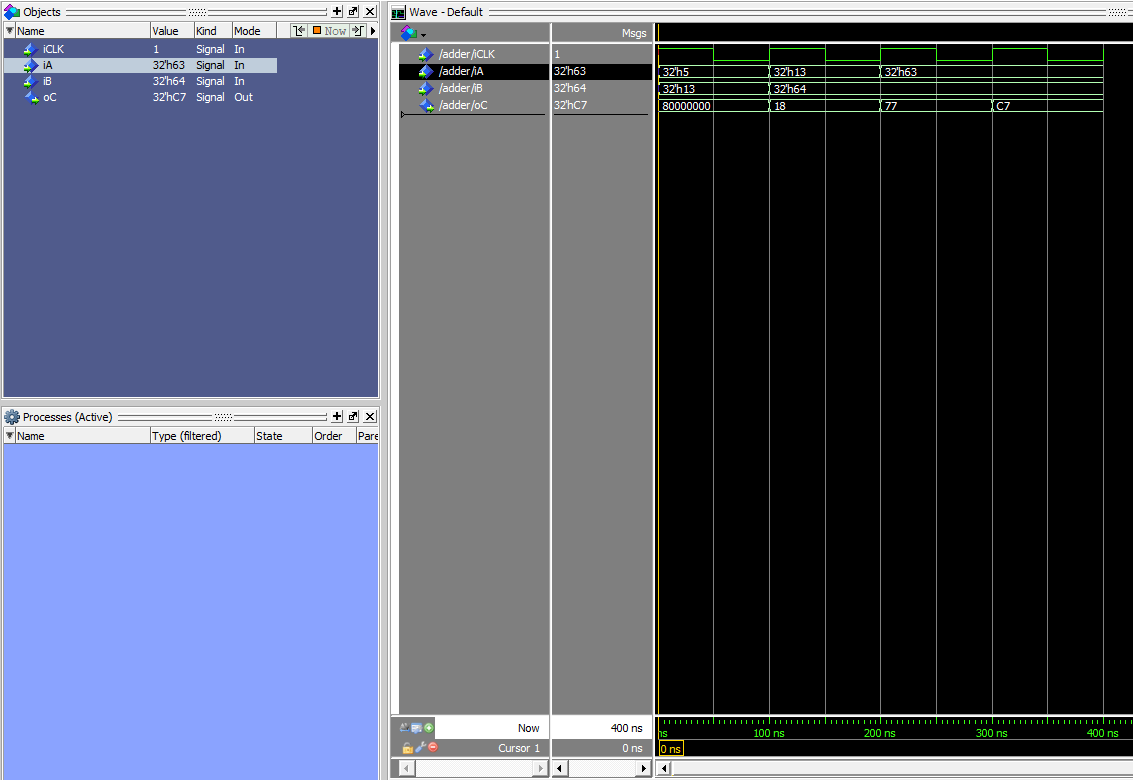 Objects
Name Value Kind Mode Now
iCLK 1 Signal In
iA 32'h63 Signal In
iB 32'h64 Signal In
oC 32'hC7 Signal Out
Processes (Active)
Name Type (filtered) State Order Pare
Wave - Default
Msgs
/adder/iCLK 1
/adder/iA 32'h63 32'h5 32'h13 32'h63
/adder/iB 32'h64 32'h13 32'h64
/adder/oC 32'hC7 80000000 18 77 C7
Now 400 ns ns 100 ns 200 ns 300 ns 400 ns
Cursor 1 0 ns 0 ns